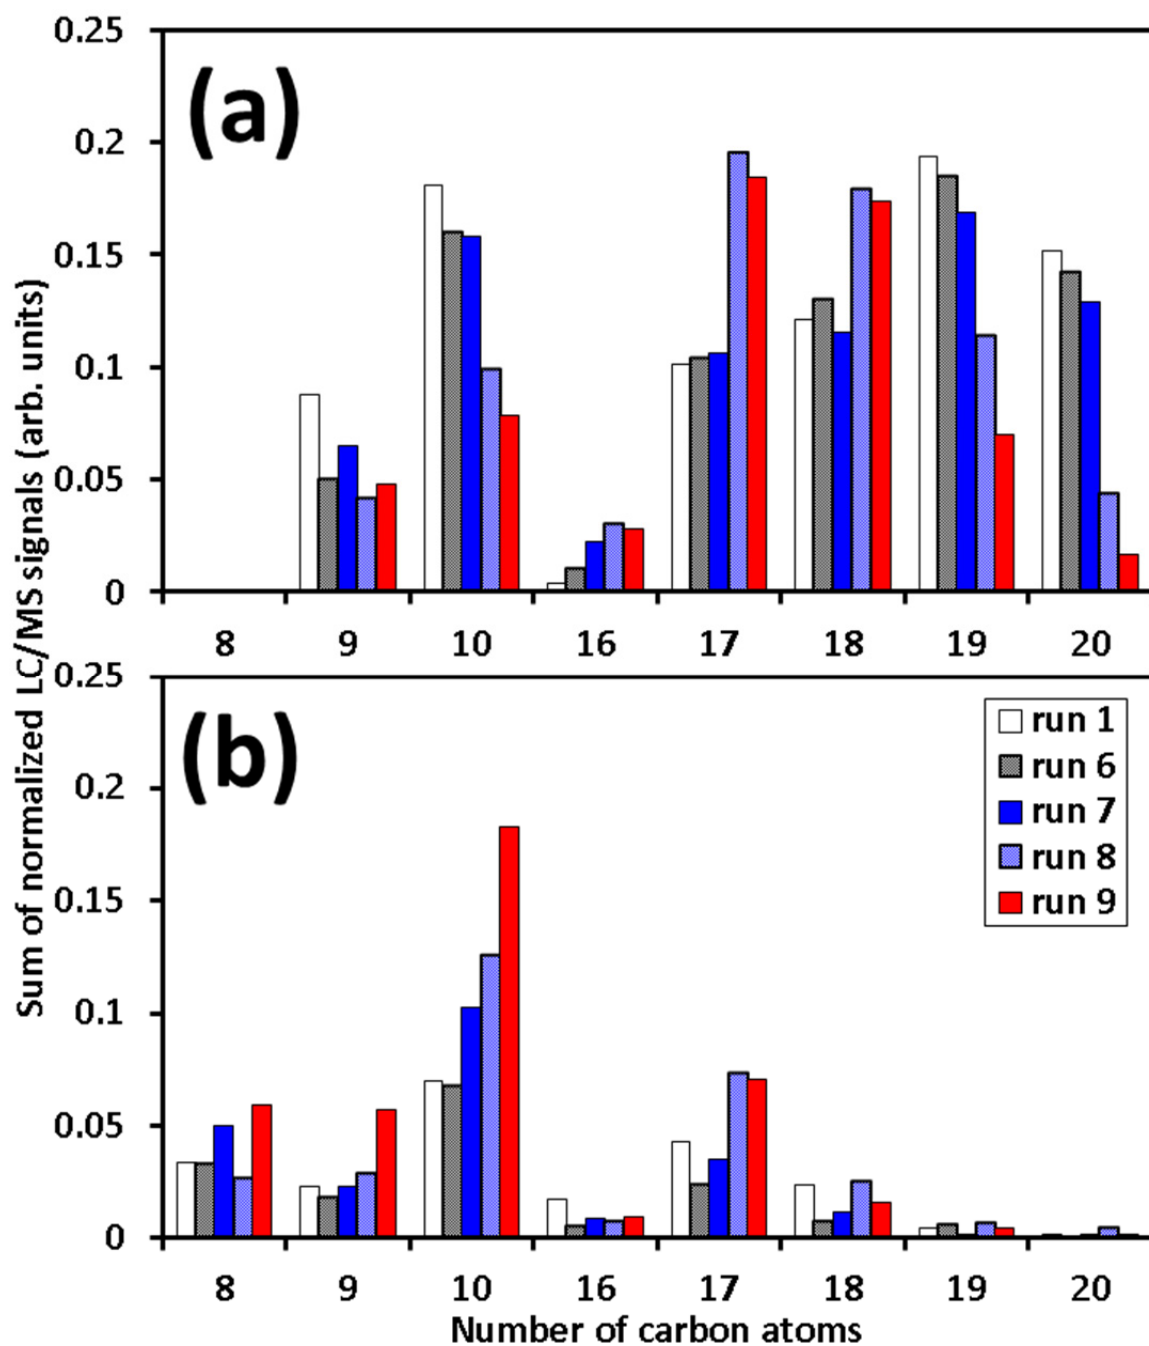 Sum of normalized LC/MS signals (arb. units)
(a)
0.25
0.2
0.15
0.1
0.05
0
8 9 10 16 17 18 19 20
(b)
0.25
0.2
0.15
0.1
0.05
0
run 1
run 6
run 7
run 8
run 9
8 9 10 16 17 18 19 20
Number of carbon atoms